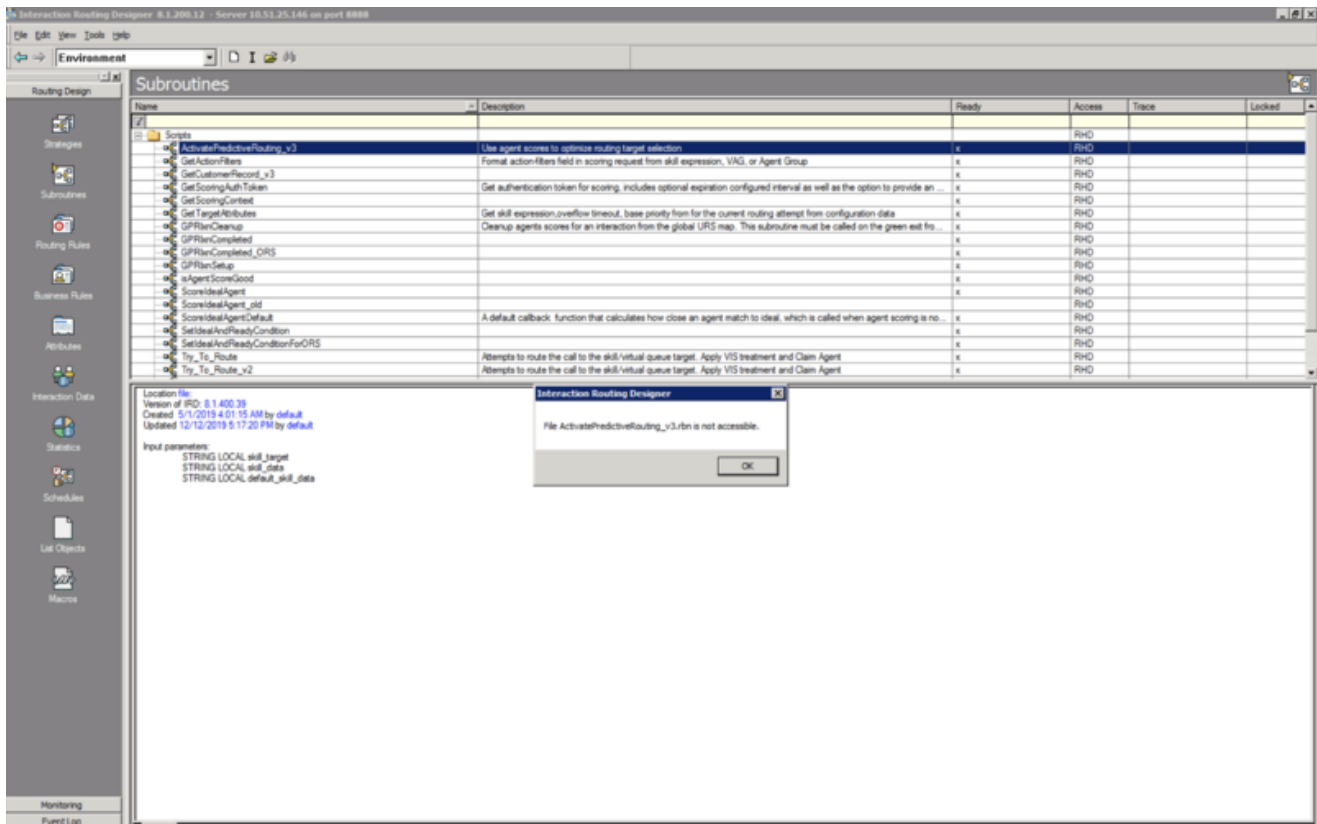 Interaction Routing Designer 8.1.200.12 - Server 10.51.25.146 on port 8888
File Edit View Tools Help
Environment
Routing Design
Subroutines
Name Description Ready Access Trace Locked
Scripts RHD
ActivatePredictiveRouting_v3 Use agent scores to optimize routing target selection x RHD
GetActionFilters Format action-filters field in scoring request from skill expression, VAG, or Agent Group x RHD
GetCustomerRecord_v3 x RHD
GetScoringAuthToken Get authentication token for scoring, includes optional expiration configured interval as well as the option to provide an ... x RHD
GetScoringContext x RHD
GetTargetAttributes Get skill expression,overflow timeout, base priority from for the current routing attempt from configuration data x RHD
GPRIxnCleanup Cleanup agents scores for an interaction from the global URS map. This subroutine must be called on the green exit fro... x RHD
GPRIxnCompleted x RHD
GPRIxnCompleted_ORS x RHD
GPRIxnSetup x RHD
isAgentScoreGood x RHD
ScoreIdealAgent x RHD
ScoreIdealAgent_old RHD
ScoreIdealAgentDefault A default callback function that calculates how close an agent match to ideal, which is called when agent scoring is no... x RHD
SetIdealAndReadyCondition x RHD
SetIdealAndReadyConditionForORS x RHD
Try_To_Route Attempts to route the call to the skill/virtual queue target. Apply VIS treatment and Claim Agent x RHD
Try_To_Route_v2 Attempts to route the call to the skill/virtual queue target. Apply VIS treatment and Claim Agent x RHD
Strategies
Subroutines
Routing Rules
Business Rules
Attributes
Interaction Data
Statistics
Schedules
List Objects
Macros
Monitoring
Event Log
Location file:
Version of IRD: 8.1.400.39
Created 5/1/2019 4:01:15 AM by default
Updated 12/12/2019 5:17:20 PM by default
Input parameters:
STRING LOCAL skill_target
STRING LOCAL skill_data
STRING LOCAL default_skill_data
Interaction Routing Designer
File ActivatePredictiveRouting_v3.rbn is not accessible.
OK